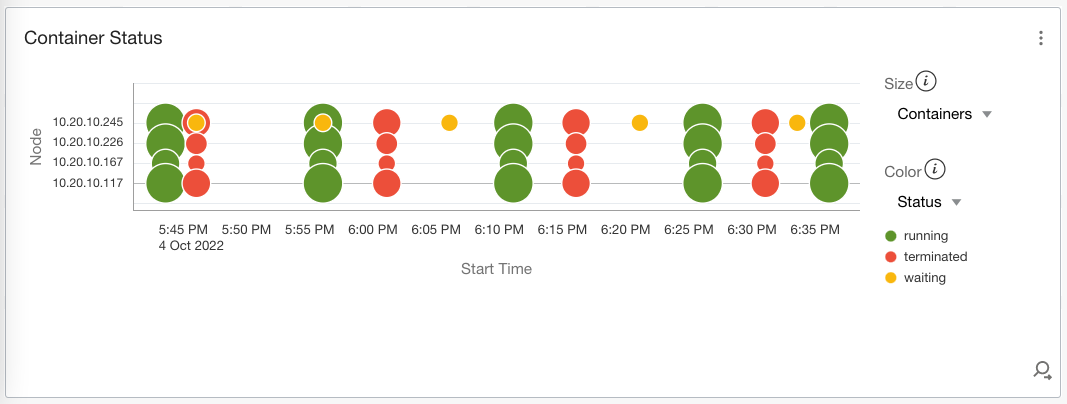 Container Status
Size
Containers
Node
10.20.10.245
10.20.10.226
10.20.10.167
10.20.10.117
5:45 PM 5:50 PM 5:55 PM 6:00 PM 6:05 PM 6:10 PM 6:15 PM 6:20 PM 6:25 PM 6:30 PM 6:35 PM
4 Oct 2022
Start Time
Color
Status
running
terminated
waiting